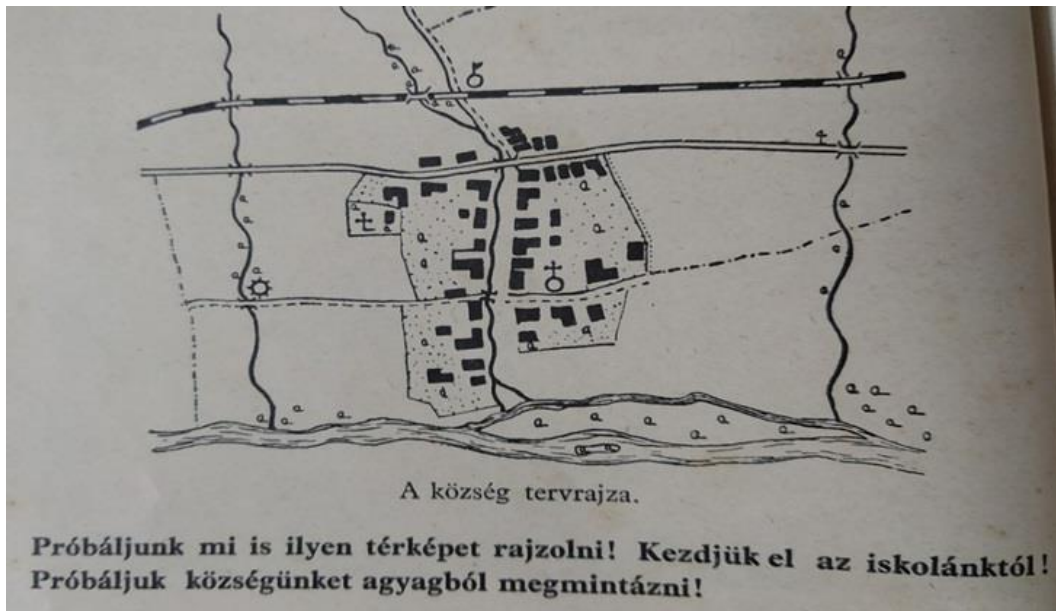 A község tervrajza.
Próbáljunk mi is ilyen térképet rajzolni! Kezdjük el az iskolánktól!
Próbáljuk községünket agyagból megmintázni!